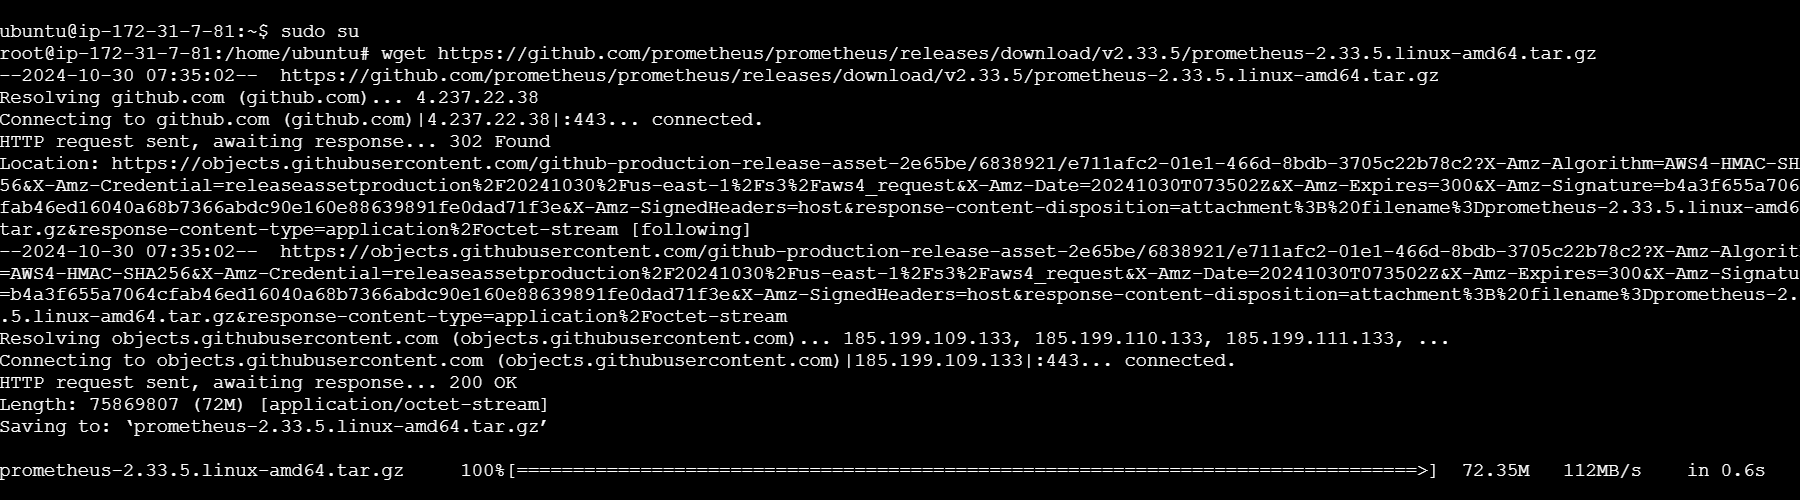 ubuntu@ip-172-31-7-81:~$ sudo su
root@ip-172-31-7-81:/home/ubuntu# wget https://github.com/prometheus/prometheus/releases/download/v2.33.5/prometheus-2.33.5.linux-amd64.tar.gz
--2024-10-30 07:35:02--  https://github.com/prometheus/prometheus/releases/download/v2.33.5/prometheus-2.33.5.linux-amd64.tar.gz
Resolving github.com (github.com)... 4.237.22.38
Connecting to github.com (github.com)|4.237.22.38|:443... connected.
HTTP request sent, awaiting response... 302 Found
Location: https://objects.githubusercontent.com/github-production-release-asset-2e65be/6838921/e711afc2-01e1-466d-8bdb-3705c22b78c2?X-Amz-Algorithm=AWS4-HMAC-SH
56&X-Amz-Credential=releaseassetproduction%2F20241030%2Fus-east-1%2Fs3%2Faws4_request&X-Amz-Date=20241030T073502Z&X-Amz-Expires=300&X-Amz-Signature=b4a3f655a706
fab46ed16040a68b7366abdc90e160e88639891fe0dad71f3e&X-Amz-SignedHeaders=host&response-content-disposition=attachment%3B%20filename%3Dprometheus-2.33.5.linux-amd6
tar.gz&response-content-type=application%2Foctet-stream [following]
--2024-10-30 07:35:02--  https://objects.githubusercontent.com/github-production-release-asset-2e65be/6838921/e711afc2-01e1-466d-8bdb-3705c22b78c2?X-Amz-Algorit
=AWS4-HMAC-SHA256&X-Amz-Credential=releaseassetproduction%2F20241030%2Fus-east-1%2Fs3%2Faws4_request&X-Amz-Date=20241030T073502Z&X-Amz-Expires=300&X-Amz-Signatu
=b4a3f655a7064cfab46ed16040a68b7366abdc90e160e88639891fe0dad71f3e&X-Amz-SignedHeaders=host&response-content-disposition=attachment%3B%20filename%3Dprometheus-2.
.5.linux-amd64.tar.gz&response-content-type=application%2Foctet-stream
Resolving objects.githubusercontent.com (objects.githubusercontent.com)... 185.199.109.133, 185.199.110.133, 185.199.111.133, ...
Connecting to objects.githubusercontent.com (objects.githubusercontent.com)|185.199.109.133|:443... connected.
HTTP request sent, awaiting response... 200 OK
Length: 75869807 (72M) [application/octet-stream]
Saving to: ‘prometheus-2.33.5.linux-amd64.tar.gz’
prometheus-2.33.5.linux-amd64.tar.gz     100%[================================================================================>]  72.35M   112MB/s    in 0.6s